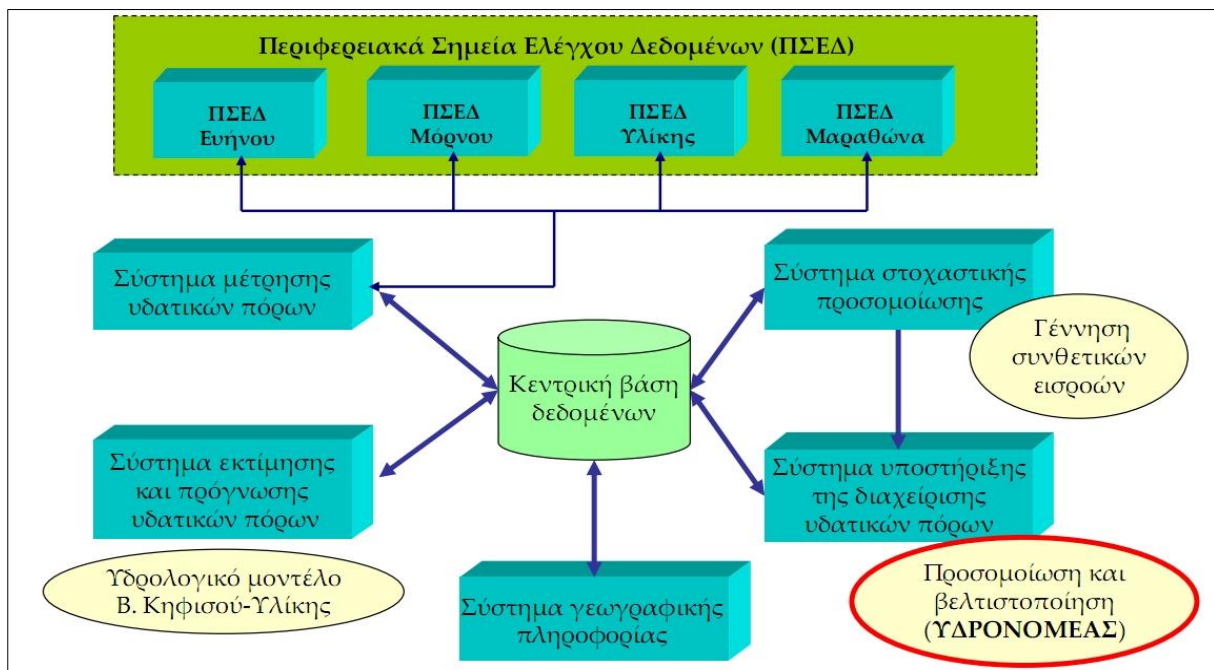 Περιφερειακά Σημεία Ελέγχου Δεδομένων (ΠΣΕΔ)
ΠΣΕΔ
Ευήνου
ΠΣΕΔ
Μόρνου
ΠΣΕΔ
Υλίκης
ΠΣΕΔ
Μαραθώνα
Σύστημα μέτρησης
υδατικών πόρων
Σύστημα στοχαστικής
προσομοίωσης
Γέννηση
συνθετικών
εισροών
Κεντρική βάση
δεδομένων
Σύστημα εκτίμησης
και πρόγνωσης
υδατικών πόρων
Σύστημα υποστήριξης
της διαχείρισης
υδατικών πόρων
Υδρολογικό μοντέλο
Β. Κηφισού-Υλίκης
Σύστημα γεωγραφικής
πληροφορίας
Προσομοίωση και
βελτιστοποίηση
(ΥΔΡΟΝΟΜΕΑΣ)